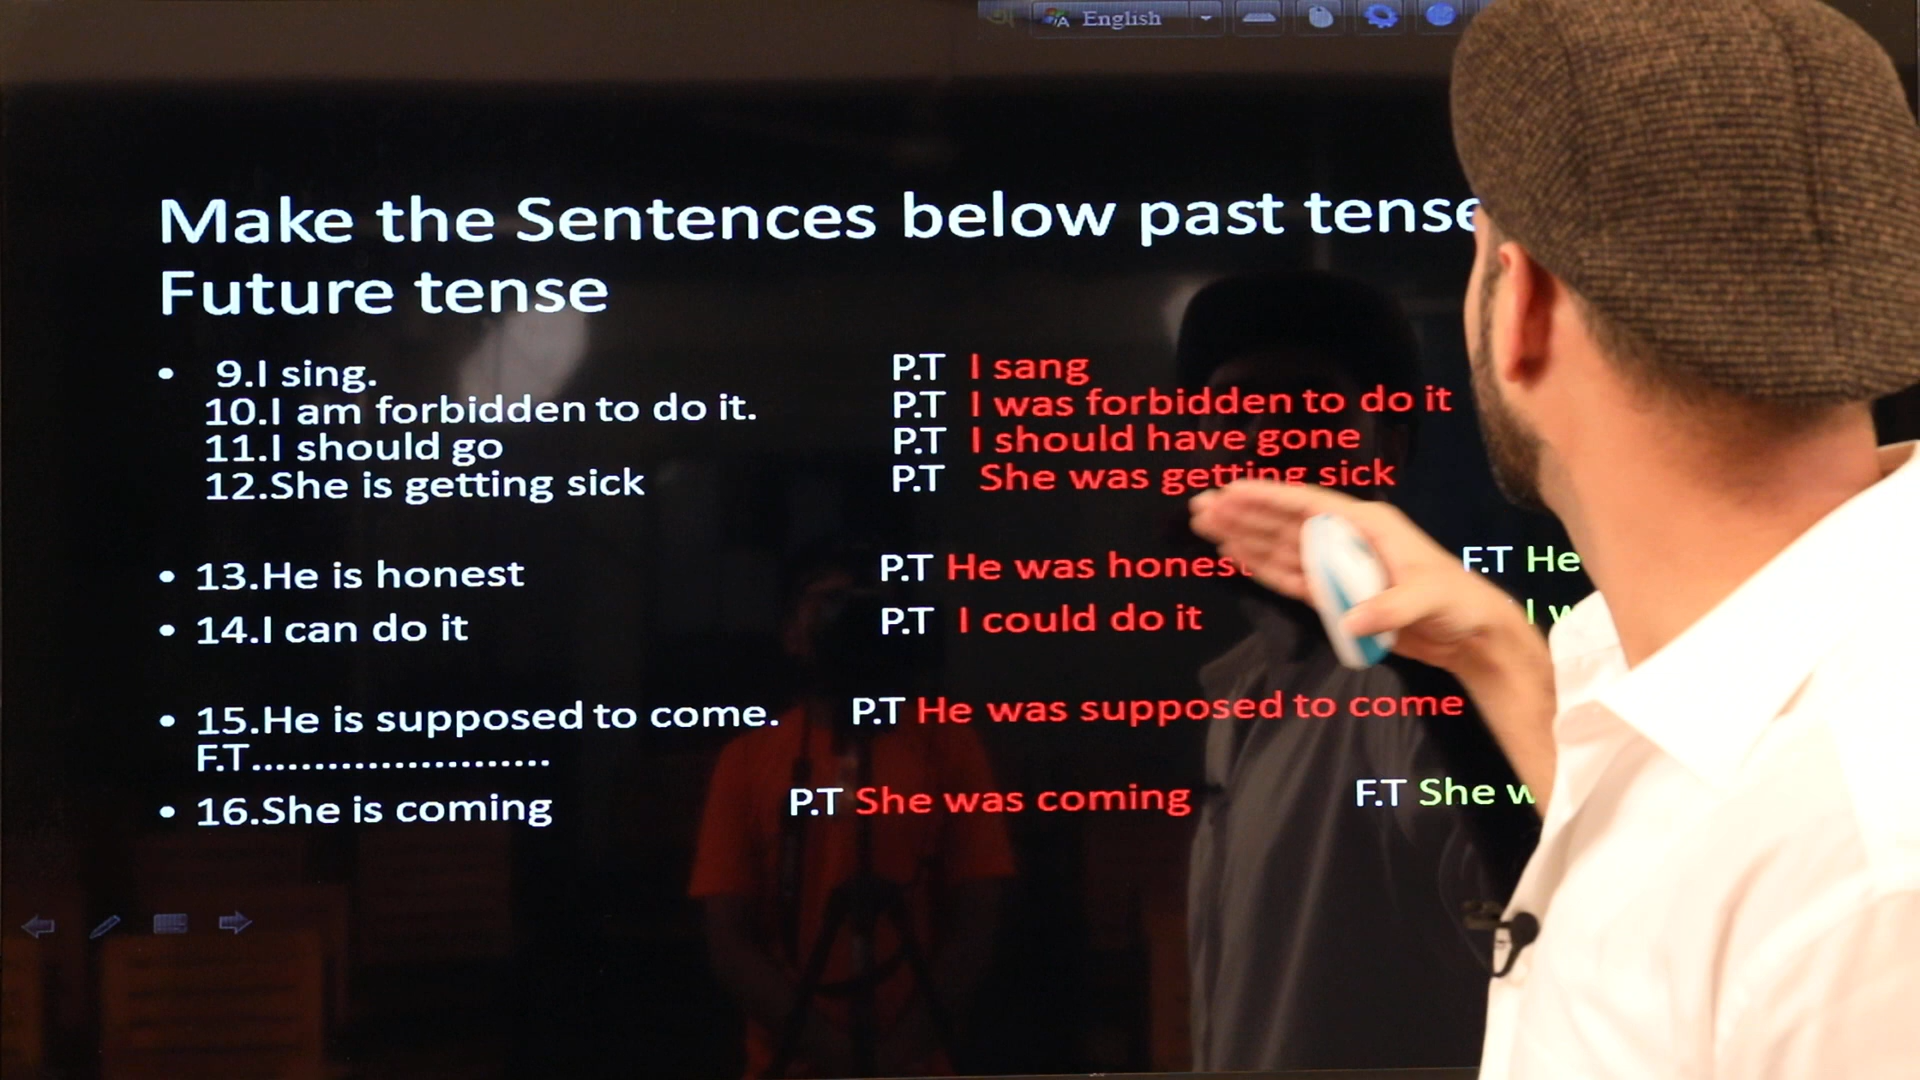 English
Make the Sentences below past tense
Future tense
• 9.I sing. P.T I sang
10.I am forbidden to do it. P.T I was forbidden to do it
11.I should go P.T I should have gone
12.She is getting sick P.T She was getting sick
• 13.He is honest P.T He was honest F.T He
• 14.I can do it P.T I could do it I
• 15.He is supposed to come. P.T He was supposed to come
F.T........................
• 16.She is coming P.T She was coming F.T She